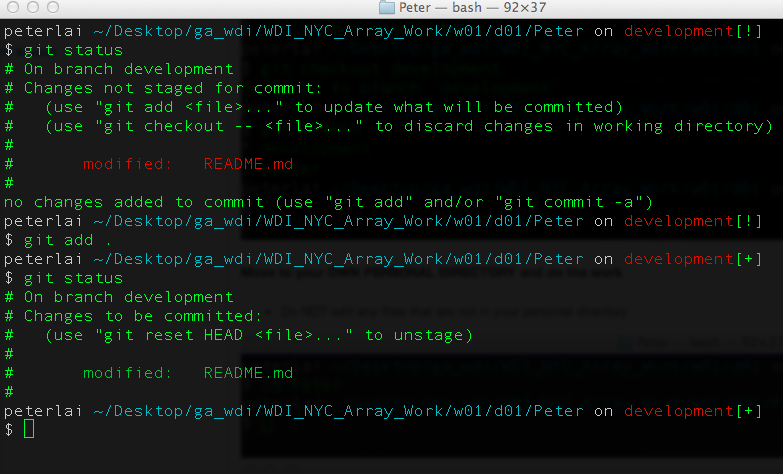 Peter — bash — 92×37
peterlai ~/Desktop/ga_wdi/WDI_NYC_Array_Work/w01/d01/Peter on development[!]
$ git status
# On branch development
# Changes not staged for commit:
#   (use "git add <file>..." to update what will be committed)
#   (use "git checkout -- <file>..." to discard changes in working directory)
#
#       modified:   README.md
#
no changes added to commit (use "git add" and/or "git commit -a")
peterlai ~/Desktop/ga_wdi/WDI_NYC_Array_Work/w01/d01/Peter on development[!]
$ git add .
peterlai ~/Desktop/ga_wdi/WDI_NYC_Array_Work/w01/d01/Peter on development[+]
$ git status
# On branch development
# Changes to be committed:
#   (use "git reset HEAD <file>..." to unstage)
#
#       modified:   README.md
#
peterlai ~/Desktop/ga_wdi/WDI_NYC_Array_Work/w01/d01/Peter on development[+]
$